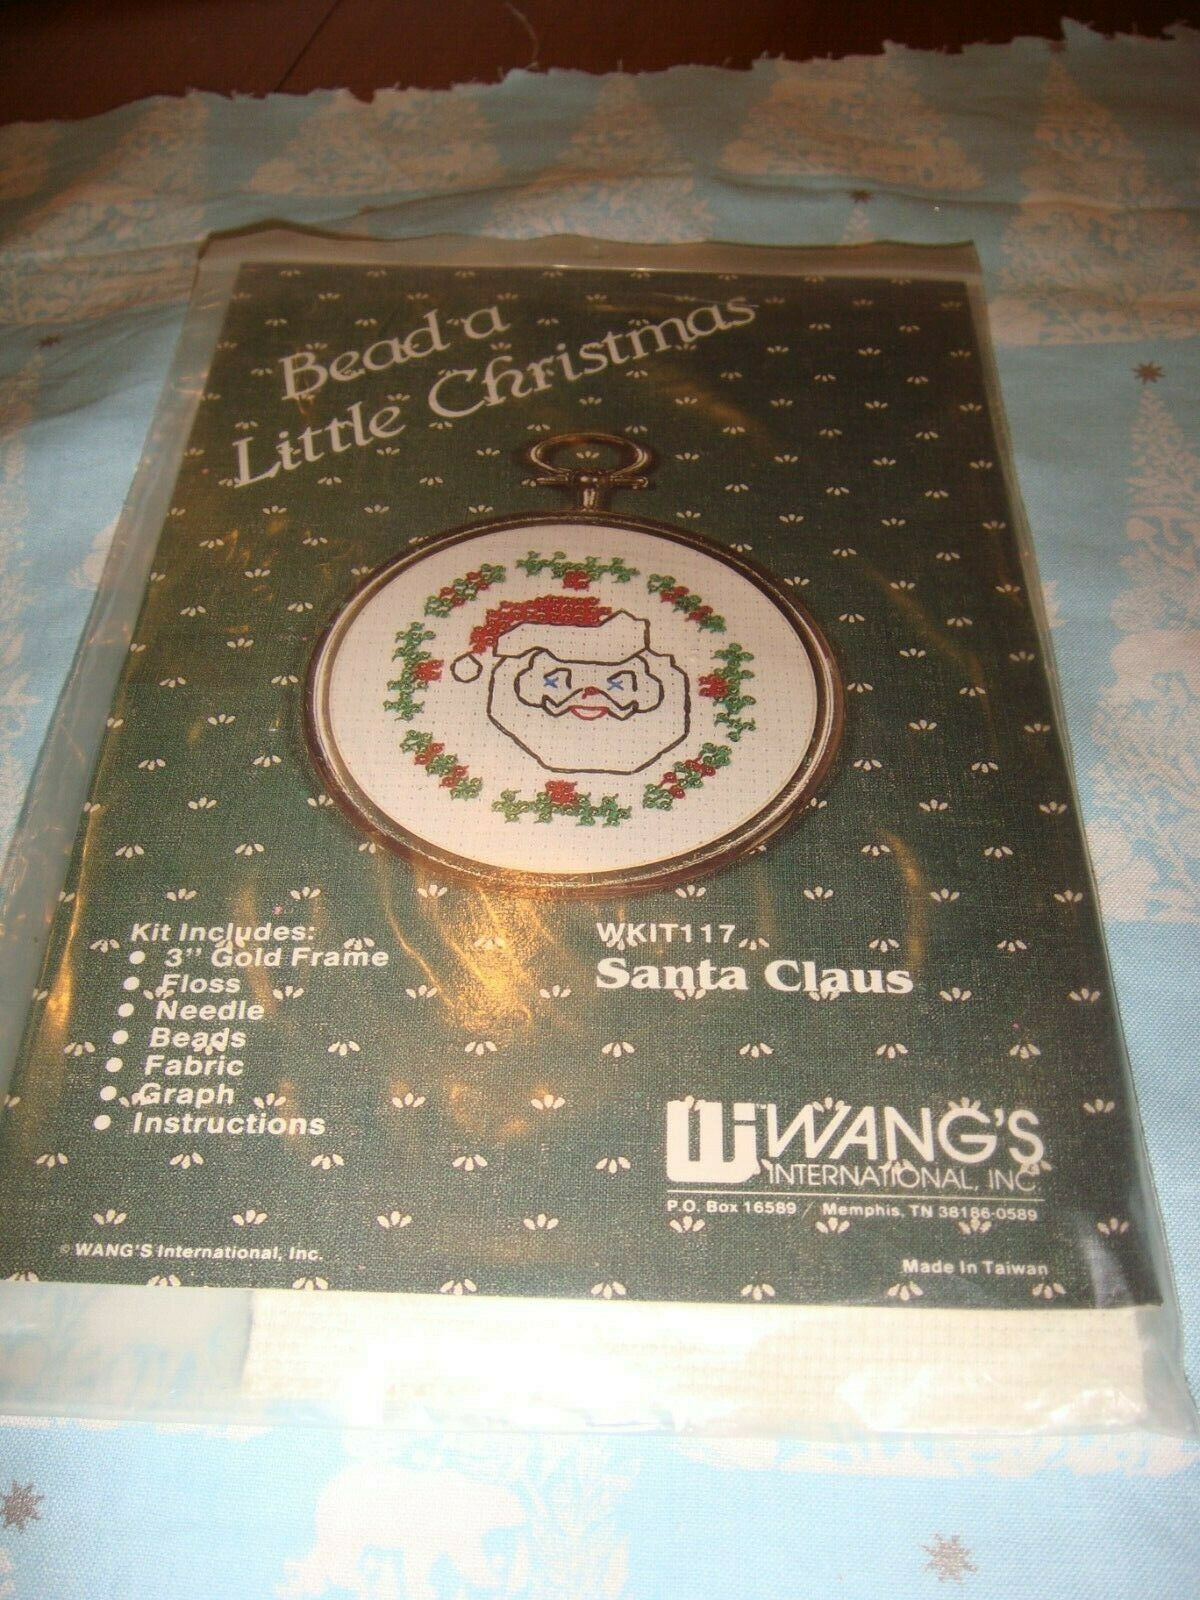 Bead a
Little Christmas
Kit Includes:
• 3" Gold Frame
• Floss
• Needle
• Beads
• Fabric
• Graph
• Instructions
WKIT117
Santa Claus
Wi WANG'S
INTERNATIONAL, INC.
P.O. Box 16589 / Memphis, TN 38186-0589
© WANG'S International, Inc.
Made In Taiwan